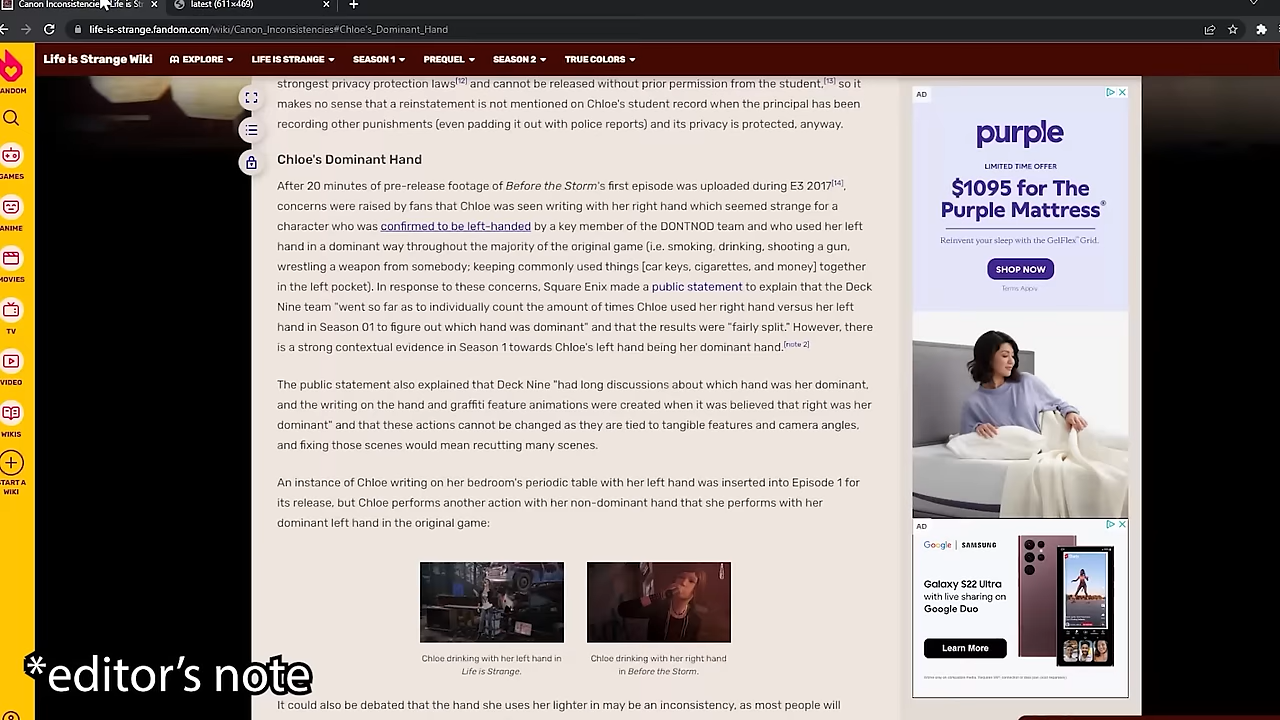 Canon Inconsistencies
latest (611×469)
life-is-strange.fandom.com/wiki/Canon_Inconsistencies#Chloe's_Dominant_Hand
Life is Strange Wiki
EXPLORE
LIFE IS STRANGE
SEASON 1
PREQUEL
SEASON 2
TRUE COLORS
ANDOM
GAMES
ANIME
MOVIES
TV
VIDEO
WIKIS
START A
WIKI
strongest privacy protection laws[12] and cannot be released without prior permission from the student,[13] so it
makes no sense that a reinstatement is not mentioned on Chloe's student record when the principal has been
recording other punishments (even padding it out with police reports) and its privacy is protected, anyway.
Chloe's Dominant Hand
After 20 minutes of pre-release footage of Before the Storm's first episode was uploaded during E3 2017[14],
concerns were raised by fans that Chloe was seen writing with her right hand which seemed strange for a
character who was confirmed to be left-handed by a key member of the DONTNOD team and who used her left
hand in a dominant way throughout the majority of the original game (i.e. smoking, drinking, shooting a gun,
wrestling a weapon from somebody; keeping commonly used things [car keys, cigarettes, and money] together
in the left pocket). In response to these concerns, Square Enix made a public statement to explain that the Deck
Nine team "went so far as to individually count the amount of times Chloe used her right hand versus her left
hand in Season 01 to figure out which hand was dominant" and that the results were "fairly split." However, there
is a strong contextual evidence in Season 1 towards Chloe's left hand being her dominant hand.[note 2]
The public statement also explained that Deck Nine "had long discussions about which hand was her dominant,
and the writing on the hand and graffiti feature animations were created when it was believed that right was her
dominant" and that these actions cannot be changed as they are tied to tangible features and camera angles,
and fixing those scenes would mean recutting many scenes.
An instance of Chloe writing on her bedroom's periodic table with her left hand was inserted into Episode 1 for
its release, but Chloe performs another action with her non-dominant hand that she performs with her
dominant left hand in the original game:
Chloe drinking with her left hand in
Life is Strange.
Chloe drinking with her right hand
in Before the Storm.
It could also be debated that the hand she uses her lighter in may be an inconsistency, as most people will
AD
purple
LIMITED TIME OFFER
$1095 for The
Purple Mattress®
Reinvent your sleep with the GelFlex® Grid.
SHOP NOW
Terms Apply
AD
Google | SAMSUNG
Galaxy S22 Ultra
with live sharing on
Google Duo
Learn More
*editor's note